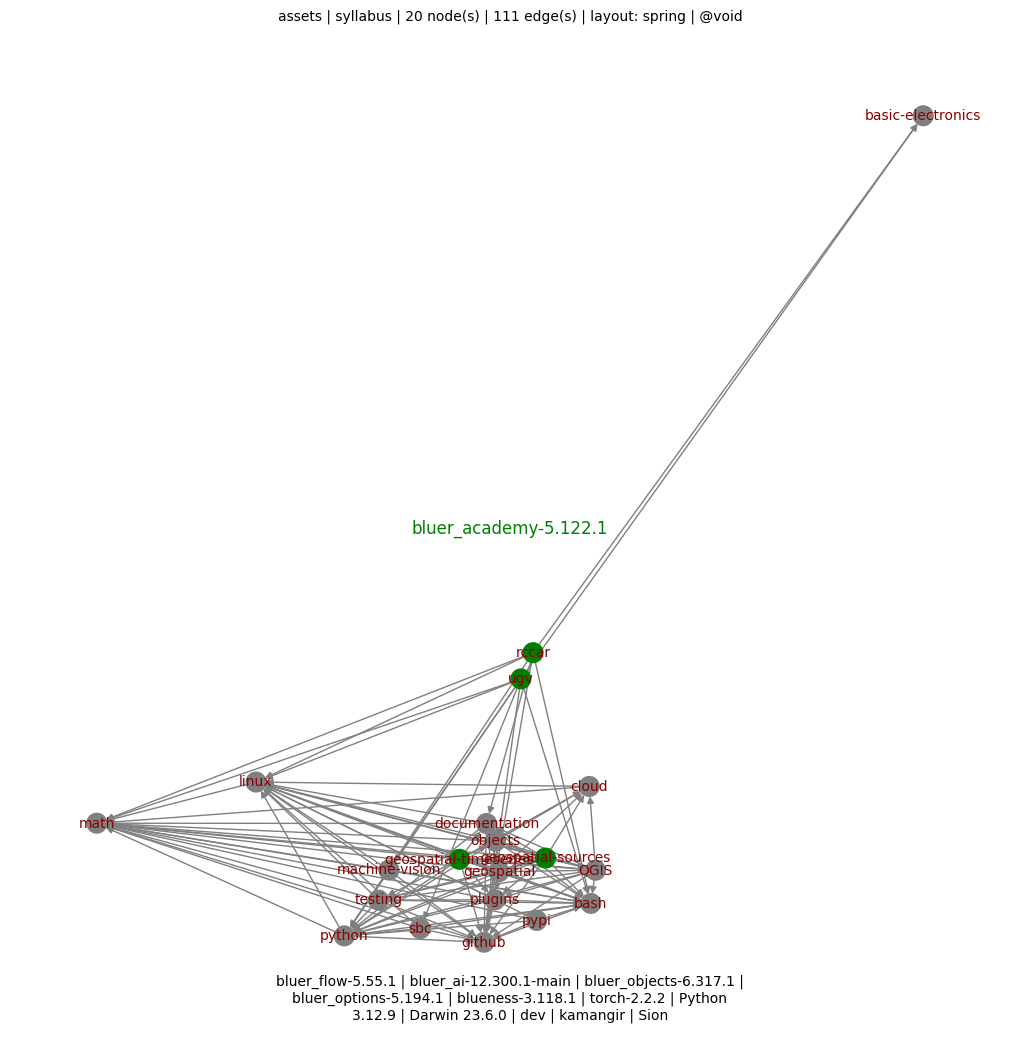 assets | syllabus | 20 node(s) | 111 edge(s) | layout: spring | @void
basic-electronics
bluer_academy-5.122.1
rccar
ugv
linux
cloud
math
documentation
objects
geospatial-timeseries
geospatial-sources
machine-vision
geospatial
QGIS
testing
plugins
bash
pypi
sbc
python
github
bluer_flow-5.55.1 | bluer_ai-12.300.1-main | bluer_objects-6.317.1 |
bluer_options-5.194.1 | blueness-3.118.1 | torch-2.2.2 | Python
3.12.9 | Darwin 23.6.0 | dev | kamangir | Sion